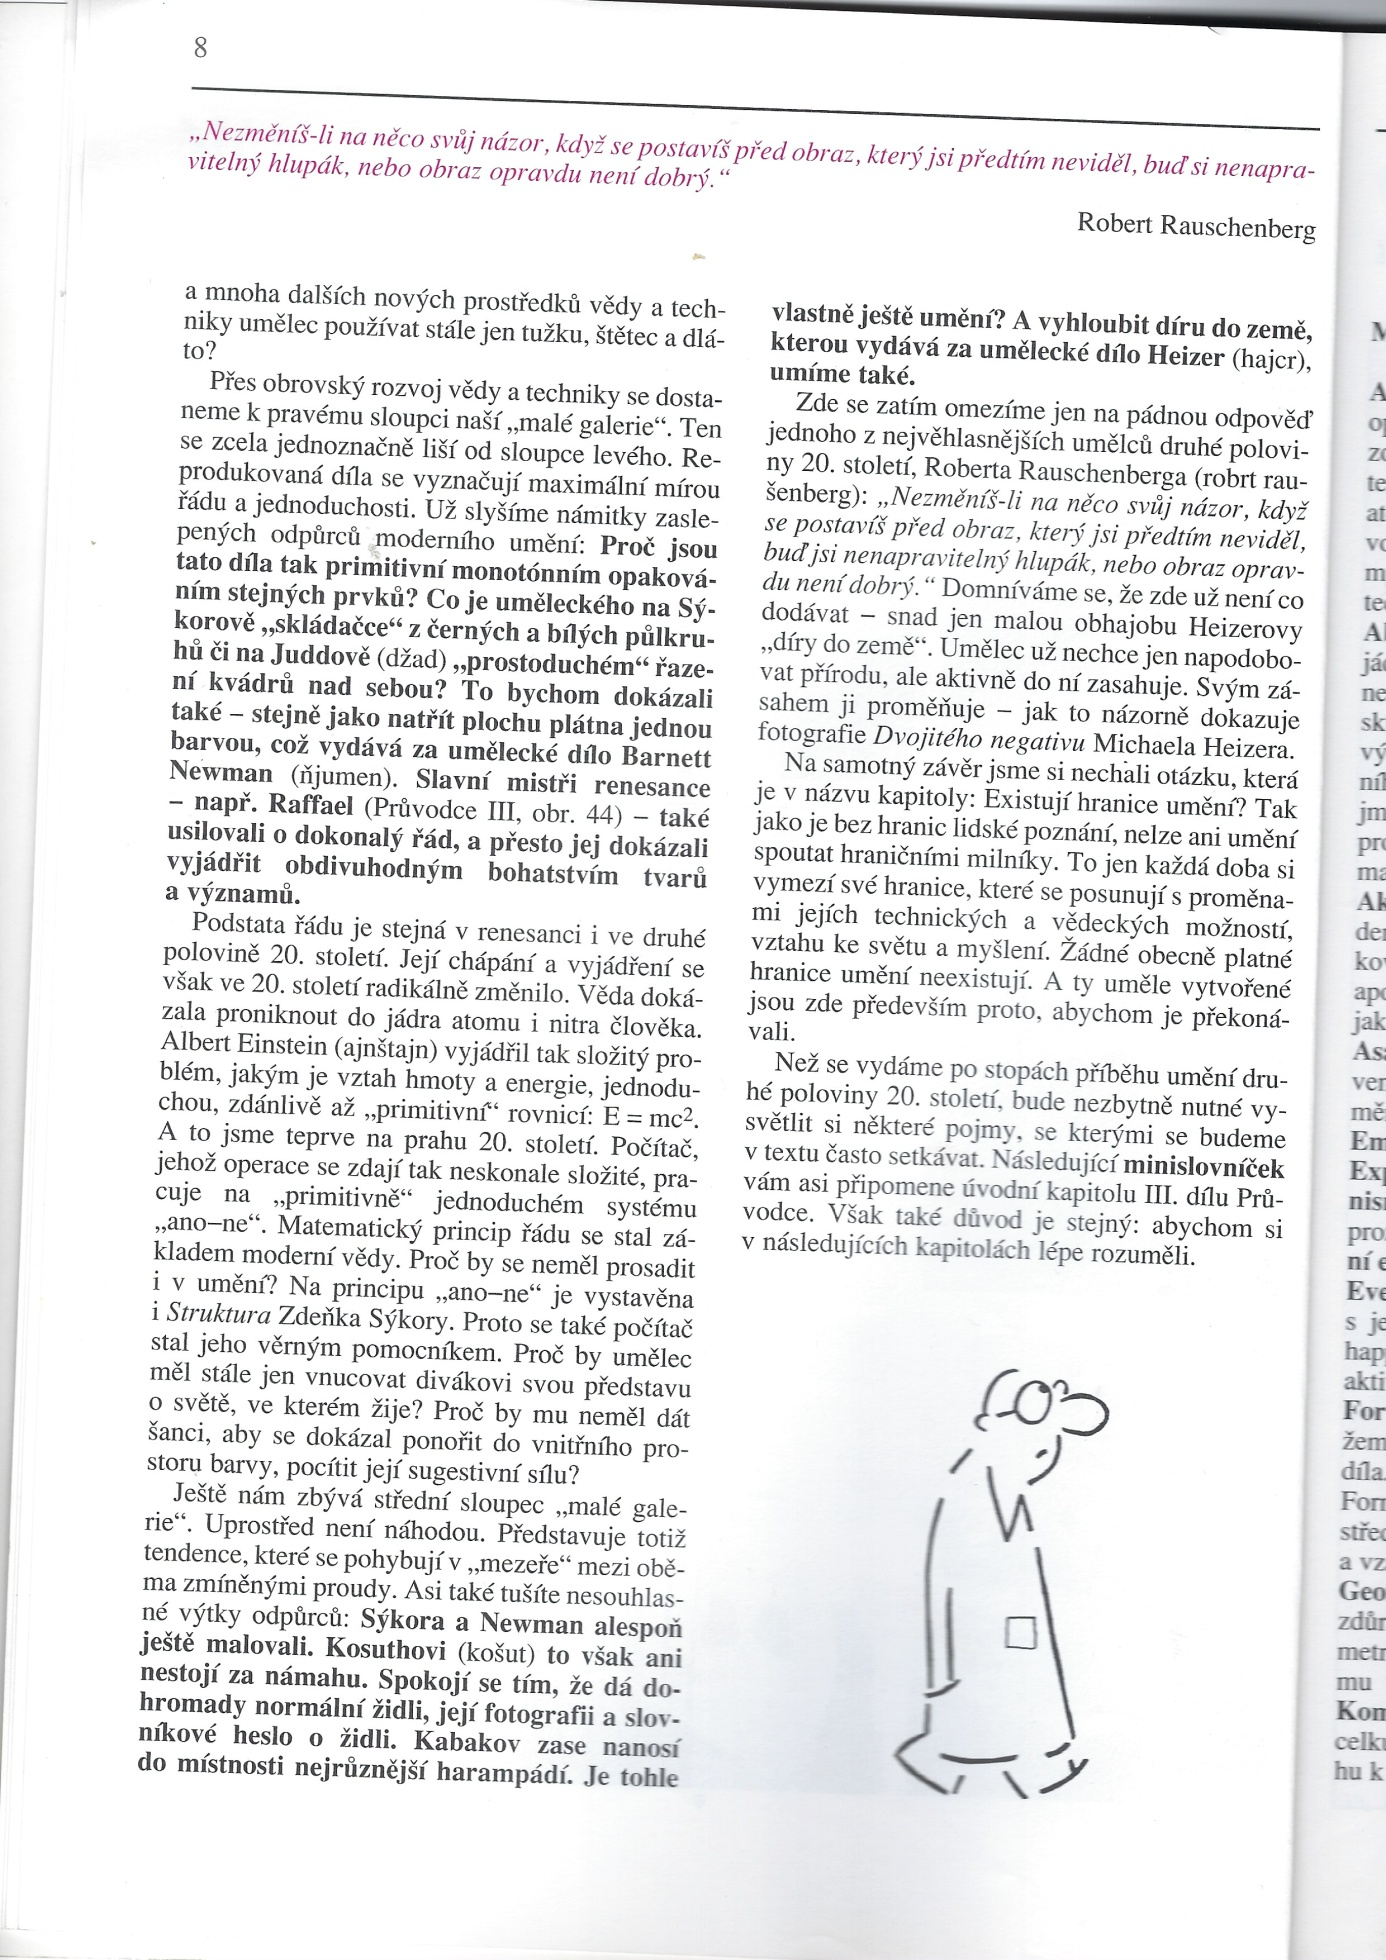 8
„Nezměníš-li na něco svůj názor, když se postavíš před obraz, který jsi předtím neviděl, buď si nenapra-
vitelný hlupák, nebo obraz opravdu není dobrý.“
Robert Rauschenberg
a mnoha dalších nových prostředků vědy a tech-
niky umělec používat stále jen tužku, štětec a dlá-
to?
Přes obrovský rozvoj vědy a techniky se dosta-
neme k pravému sloupci naší „malé galerie“. Ten
se zcela jednoznačně liší od sloupce levého. Re-
produkovaná díla se vyznačují maximální mírou
řádu a jednoduchosti. Už slyšíme námitky zasle-
pených odpůrců moderního umění: Proč jsou
tato díla tak primitivní monotónním opaková-
ním stejných prvků? Co je uměleckého na Sý-
korově „skládačce“ z černých a bílých půlkru-
hů či na Juddově (džad) „prostoduchém“ řaze-
ní kvádrů nad sebou? To bychom dokázali
také – stejně jako natřít plochu plátna jednou
barvou, což vydává za umělecké dílo Barnett
Newman (ňjumen). Slavní mistři renesance
– např. Raffael (Průvodce III, obr. 44) – také
usilovali o dokonalý řád, a přesto jej dokázali
vyjádřit obdivuhodným bohatstvím tvarů
a významů.
Podstata řádu je stejná v renesanci i ve druhé
polovině 20. století. Její chápání a vyjádření se
však ve 20. století radikálně změnilo. Věda doká-
zala proniknout do jádra atomu i nitra člověka.
Albert Einstein (ajnštajn) vyjádřil tak složitý pro-
blém, jakým je vztah hmoty a energie, jednodu-
chou, zdánlivě až „primitivní“ rovnicí: E = mc².
A to jsme teprve na prahu 20. století. Počítač,
jehož operace se zdají tak neskonale složité, pra-
cuje na „primitivně“ jednoduchém systému
„ano–ne“. Matematický princip řádu se stal zá-
kladem moderní vědy. Proč by se neměl prosadit
i v umění? Na principu „ano–ne“ je vystavěna
i Struktura Zdeňka Sýkory. Proto se také počítač
stal jeho věrným pomocníkem. Proč by umělec
měl stále jen vnucovat divákovi svou představu
o světě, ve kterém žije? Proč by mu neměl dát
šanci, aby se dokázal ponořit do vnitřního pro-
storu barvy, pocítit její sugestivní sílu?
Ještě nám zbývá střední sloupec „malé gale-
rie“. Uprostřed není náhodou. Představuje totiž
tendence, které se pohybují v „mezeře“ mezi obě-
ma zmíněnými proudy. Asi také tušíte nesouhlas-
né výtky odpůrců: Sýkora a Newman alespoň
ještě malovali. Kosuthovi (košut) to však ani
nestojí za námahu. Spokojí se tím, že dá do-
hromady normální židli, její fotografii a slov-
níkové heslo o židli. Kabakov zase nanosí
do místnosti nejrůznější harampádí. Je tohle
vlastně ještě umění? A vyhloubit díru do země,
kterou vydává za umělecké dílo Heizer (hajcr),
umíme také.
Zde se zatím omezíme jen na pádnou odpověď
jednoho z nejvěhlasnějších umělců druhé polovi-
ny 20. století, Roberta Rauschenberga (robrt rau-
šenberg): „Nezměníš-li na něco svůj názor, když
se postavíš před obraz, který jsi předtím neviděl,
buď jsi nenapravitelný hlupák, nebo obraz oprav-
du není dobrý.“ Domníváme se, že zde už není co
dodávat – snad jen malou obhajobu Heizerovy
„díry do země“. Umělec už nechce jen napodobo-
vat přírodu, ale aktivně do ní zasahuje. Svým zá-
sahem ji proměňuje – jak to názorně dokazuje
fotografie Dvojitého negativu Michaela Heizera.
Na samotný závěr jsme si nechali otázku, která
je v názvu kapitoly: Existují hranice umění? Tak
jako je bez hranic lidské poznání, nelze ani umění
spoutat hraničními milníky. To jen každá doba si
vymezí své hranice, které se posunují s proměna-
mi jejích technických a vědeckých možností,
vztahu ke světu a myšlení. Žádné obecně platné
hranice umění neexistují. A ty uměle vytvořené
jsou zde především proto, abychom je překoná-
vali.
Než se vydáme po stopách příběhu umění dru-
hé poloviny 20. století, bude nezbytně nutné vy-
světlit si některé pojmy, se kterými se budeme
v textu často setkávat. Následující minislovníček
vám asi připomene úvodní kapitolu III. dílu Prů-
vodce. Však také důvod je stejný: abychom si
v následujících kapitolách lépe rozuměli.